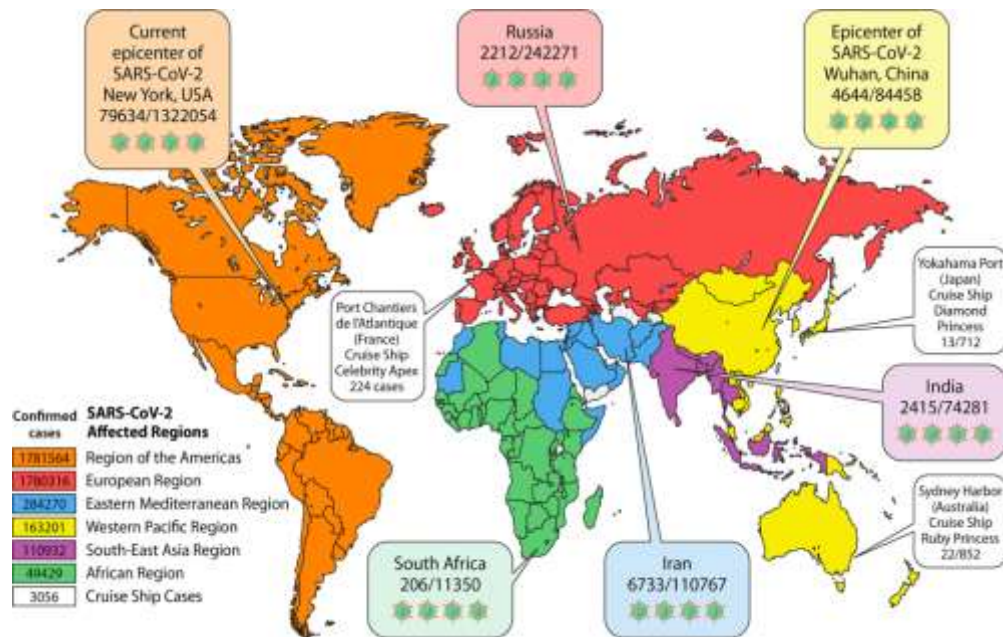 Current
epicenter of
SARS-CoV-2
New York, USA
79634/1322054
Russia
2212/242271
Epicenter of
SARS-CoV-2
Wuhan, China
4644/84458
Yokahama Port
(Japan)
Cruise Ship
Diamond
Princess
13/712
Port Chantiers
de l'Atlantique
(France)
Cruise Ship
Celebrity Apex
224 cases
India
2415/74281
Sydney Harbor
(Australia)
Cruise Ship
Ruby Princess
22/852
South Africa
206/11350
Iran
6733/110767
Confirmed cases SARS-CoV-2 Affected Regions
1781564 Region of the Americas
1780316 European Region
284270 Eastern Mediterranean Region
163201 Western Pacific Region
110932 South-East Asia Region
49429 African Region
3056 Cruise Ship Cases